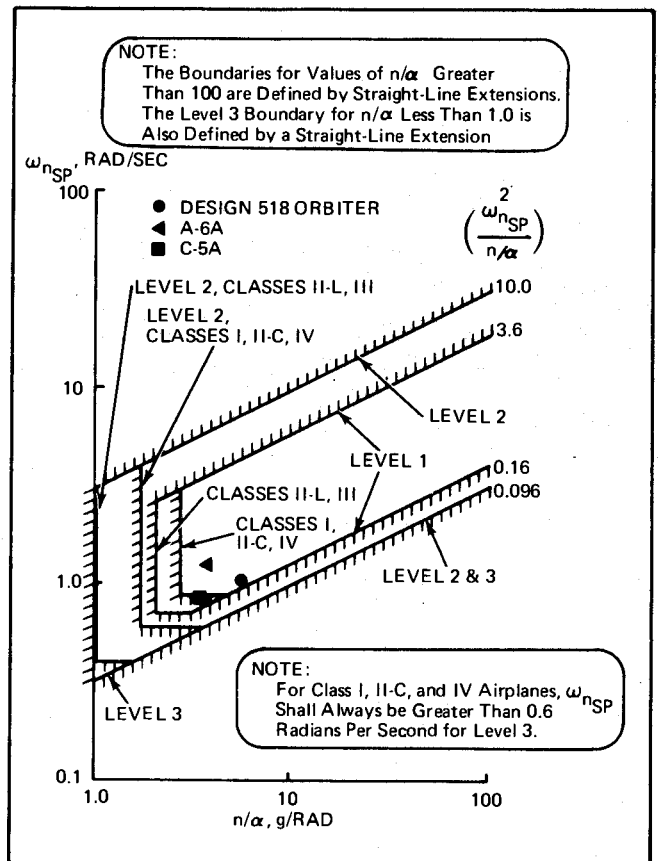 NOTE:
The Boundaries for Values of n/α Greater
Than 100 are Defined by Straight-Line Extensions.
The Level 3 Boundary for n/α Less Than 1.0 is
Also Defined by a Straight-Line Extension
ωnSP, RAD/SEC
100
● DESIGN 518 ORBITER
◀ A-6A
■ C-5A
(ωnSP2/n/α)
LEVEL 2, CLASSES II-L, III
LEVEL 2,
CLASSES I, II-C, IV
10.0
3.6
10
LEVEL 2
LEVEL 1
0.16
CLASSES II-L, III
0.096
CLASSES I,
II-C, IV
1.0
LEVEL 2 & 3
NOTE:
For Class I, II-C, and IV Airplanes, ωnSP
Shall Always be Greater Than 0.6
Radians Per Second for Level 3.
LEVEL 3
0.1
1.0
10
100
n/α, g/RAD